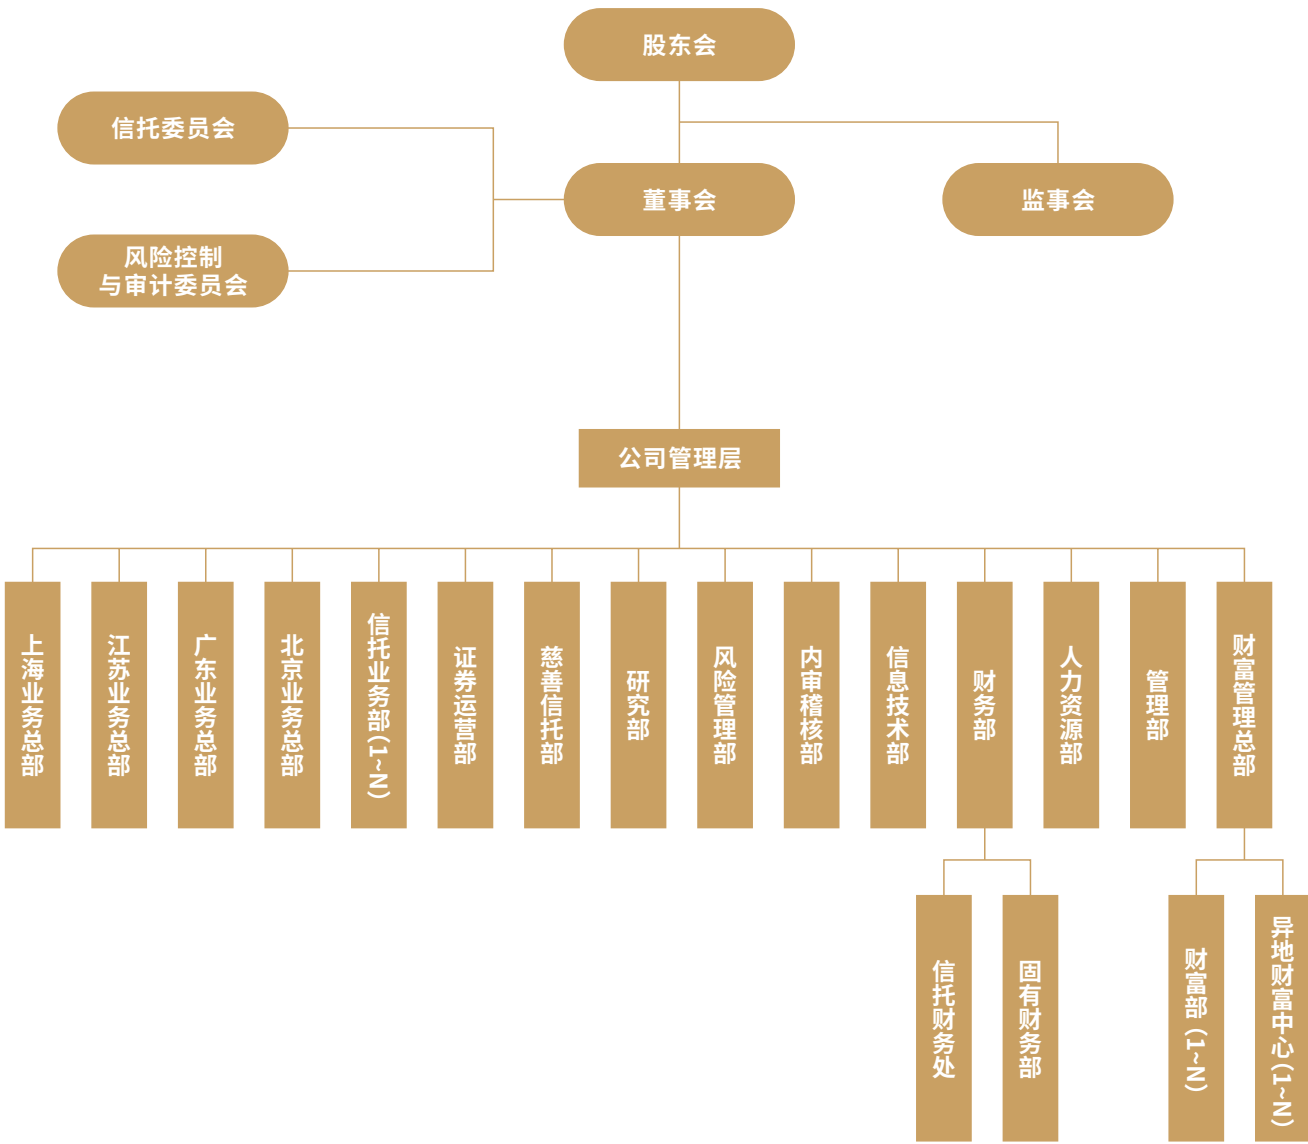 股东会
信托委员会
董事会
监事会
风险控制
与审计委员会
公司管理层
上海业务总部
江苏业务总部
广东业务总部
北京业务总部
信托业务部(1~N)
证券运营部
慈善信托部
研究部
风险管理部
内审稽核部
信息技术部
财务部
人力资源部
管理部
财富管理总部
信托财务处
固有财务部
财富部(1~N)
异地财富中心(1~N)